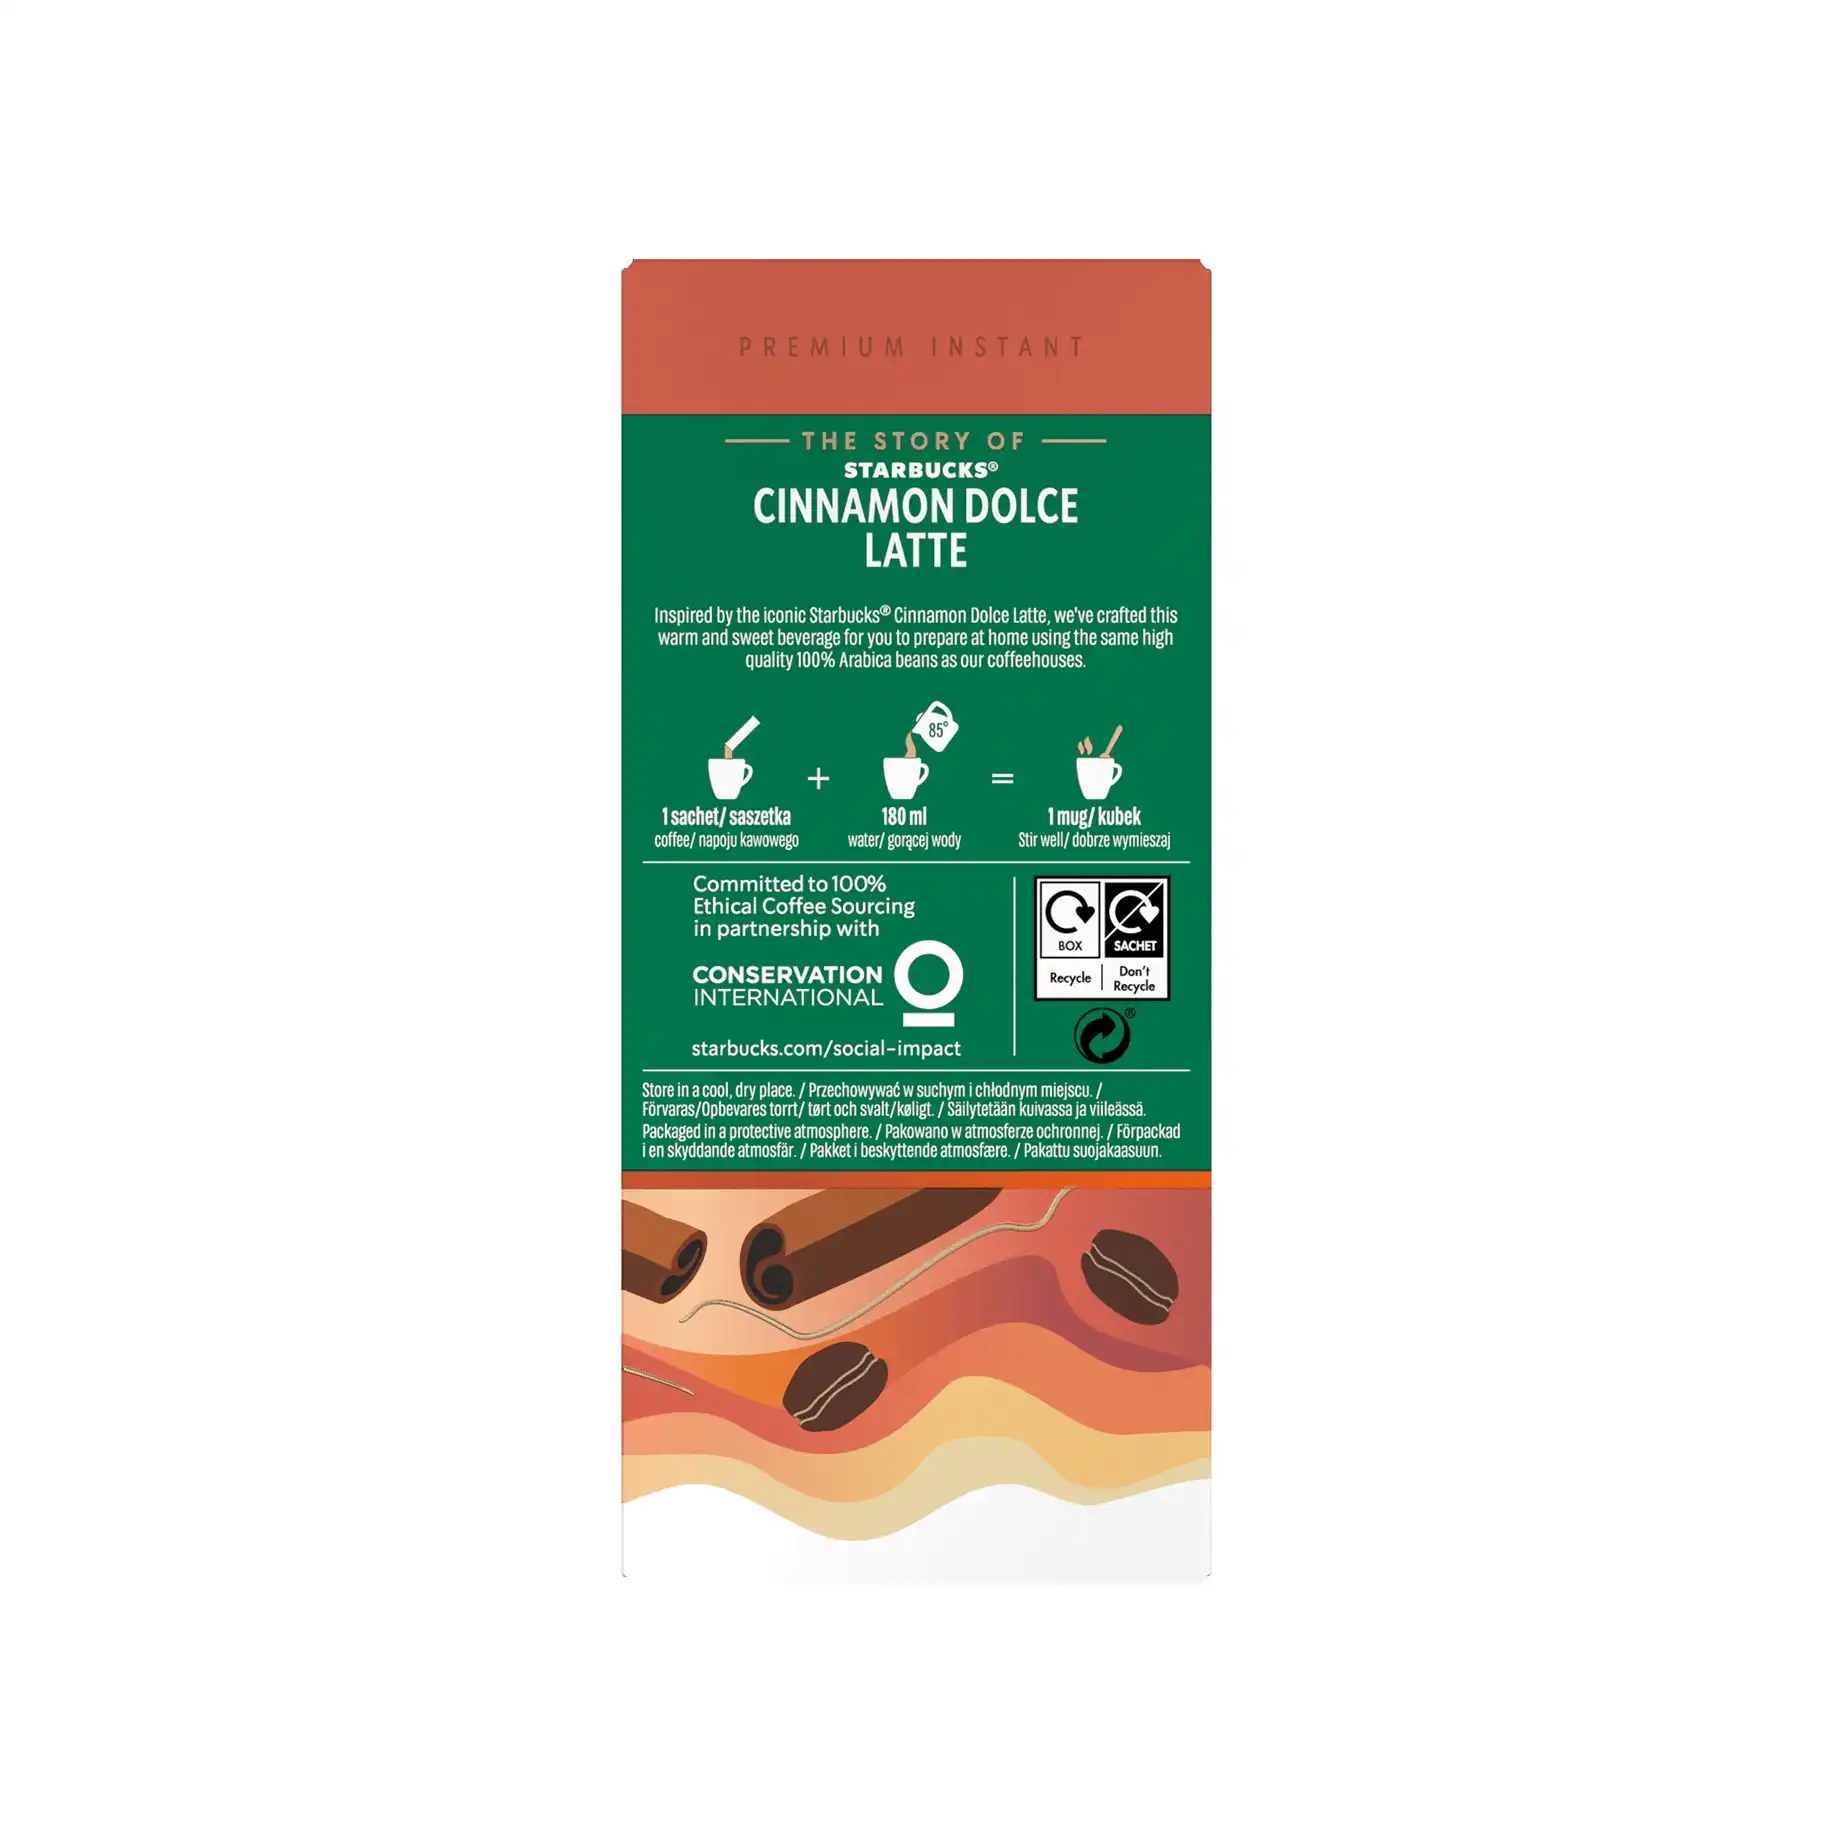 PREMIUM INSTANT
THE STORY OF
STARBUCKS®
CINNAMON DOLCE
LATTE
Inspired by the iconic Starbucks® Cinnamon Dolce Latte, we've crafted this
warm and sweet beverage for you to prepare at home using the same high
quality 100% Arabica beans as our coffeehouses.
85°
+
=
1 sachet/ saszetka
coffee/ napoju kawowego
180 ml
water/ gorącej wody
1 mug/ kubek
Stir well/ dobrze wymieszaj
Committed to 100%
Ethical Coffee Sourcing
in partnership with
CONSERVATION
INTERNATIONAL
starbucks.com/social-impact
BOX
SACHET
Recycle
Don't
Recycle
®
Store in a cool, dry place. / Przechowywać w suchym i chłodnym miejscu. /
Förvaras/Opbevares torrt/ tørt och svalt/køligt. / Säilytetään kuivassa ja viileässä.
Packaged in a protective atmosphere. / Pakowano w atmosferze ochronnej. / Förpackad
i en skyddande atmosfär. / Pakket i beskyttende atmosfære. / Pakattu suojakaasuun.